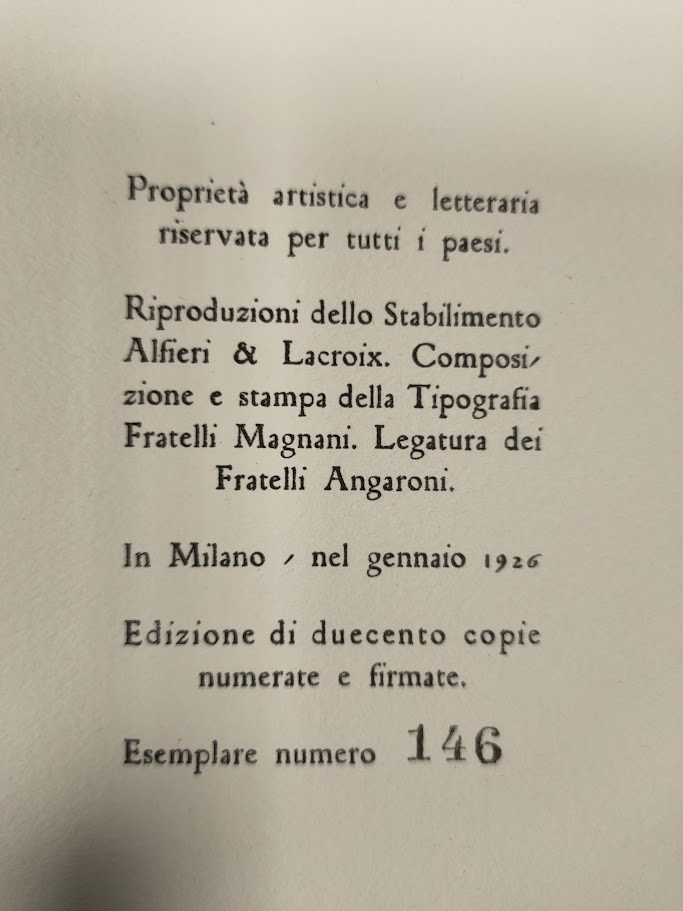 Proprietà artistica e letteraria
riservata per tutti i paesi.
Riproduzioni dello Stabilimento
Alfieri & Lacroix. Composi-
zione e stampa della Tipografia
Fratelli Magnani. Legatura dei
Fratelli Angaroni.
In Milano - nel gennaio 1926
Edizione di duecento copie
numerate e firmate.
Esemplare numero 146